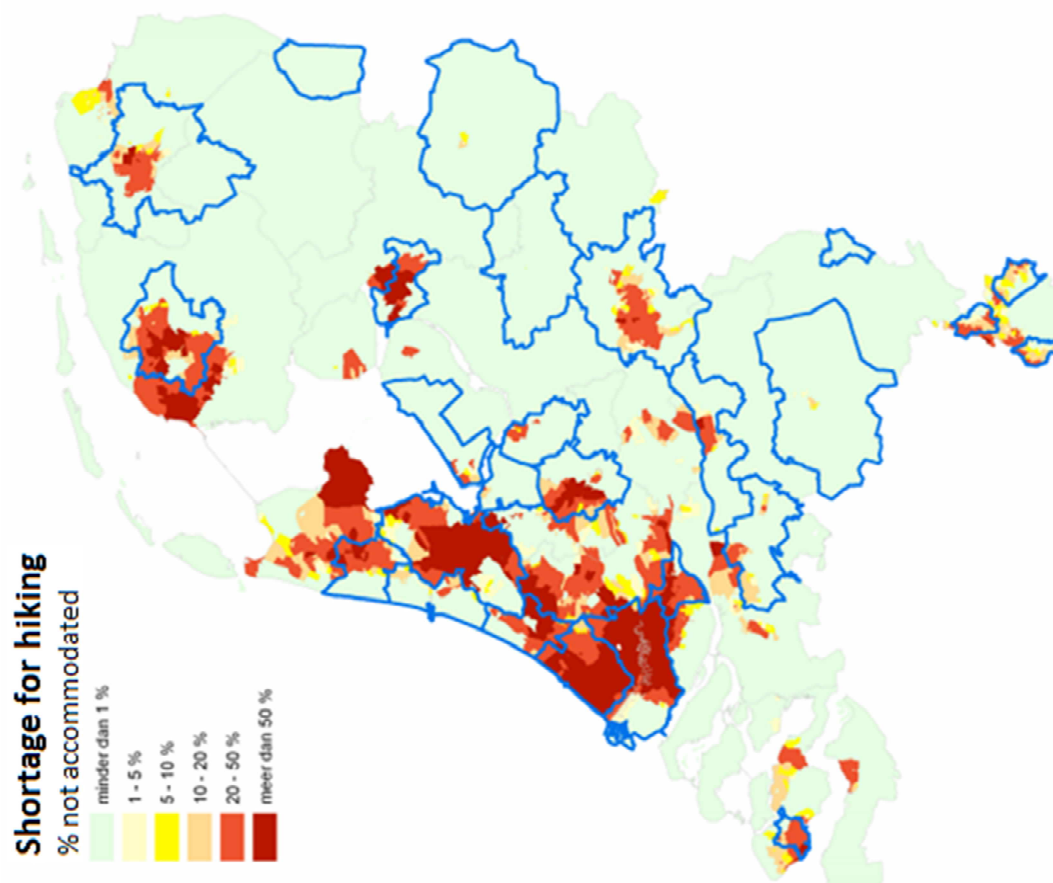 Shortage for hiking
% not accommodated
minder dan 1 %
1 - 5 %
5 - 10 %
10 - 20 %
20 - 50 %
meer dan 50 %